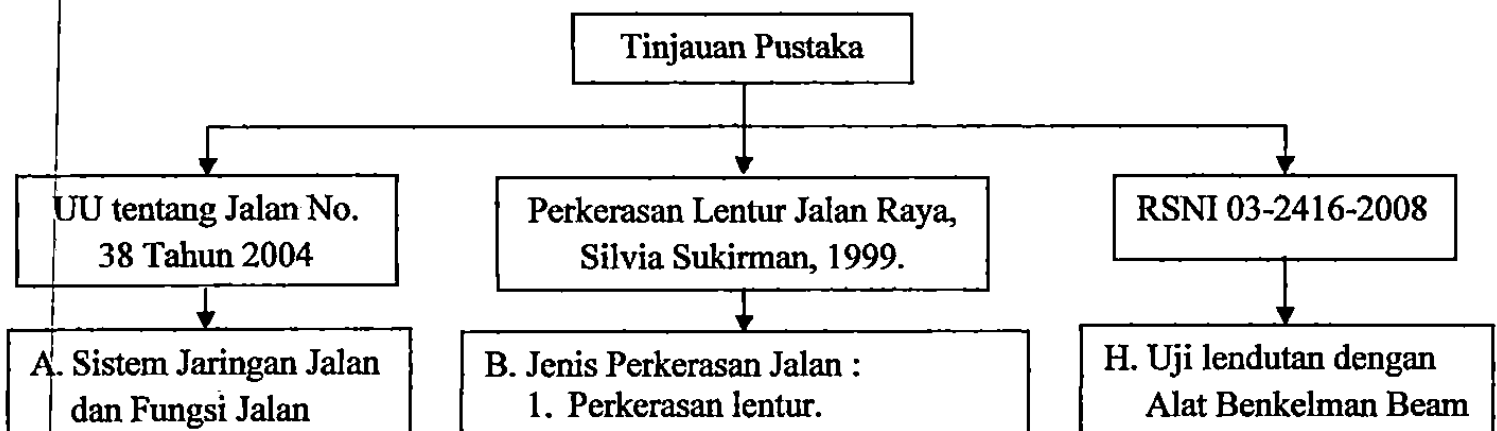 Tinjauan Pustaka
UU tentang Jalan No.
38 Tahun 2004
Perkerasan Lentur Jalan Raya,
Silvia Sukirman, 1999.
RSNI 03-2416-2008
A. Sistem Jaringan Jalan
dan Fungsi Jalan
B. Jenis Perkerasan Jalan :
1. Perkerasan lentur.
H. Uji lendutan dengan
Alat Benkelman Beam